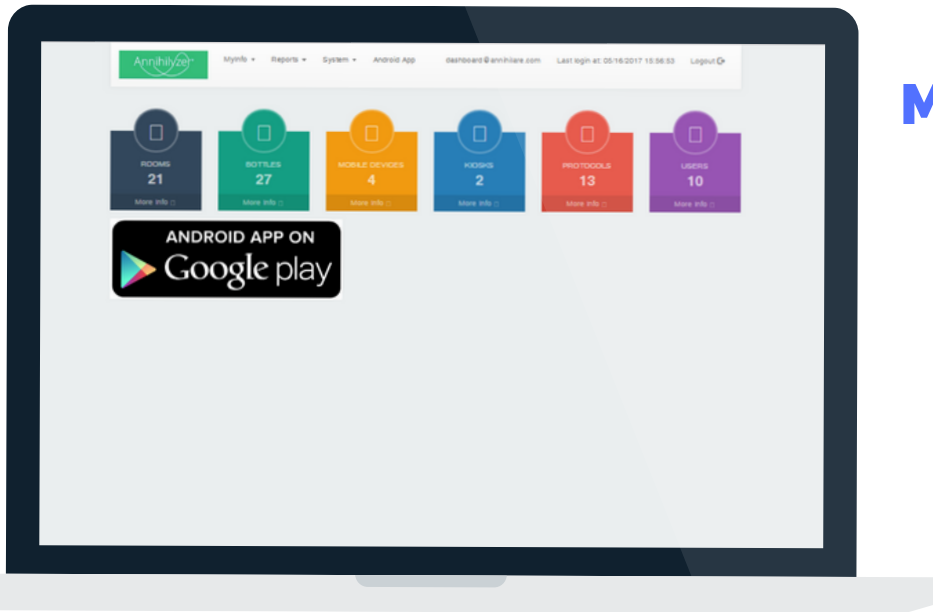 Annihilyzer
MyInfo Reports System Android App dashboard@annihilare.com Last login at: 05/16/2017 15:56:53 Logout
ROOMS
21
More Info
BOTTLES
27
More Info
MOBILE DEVICES
4
More Info
KIOSKS
2
More Info
PROTOCOLS
13
More Info
USERS
10
More Info
ANDROID APP ON
Google play
M